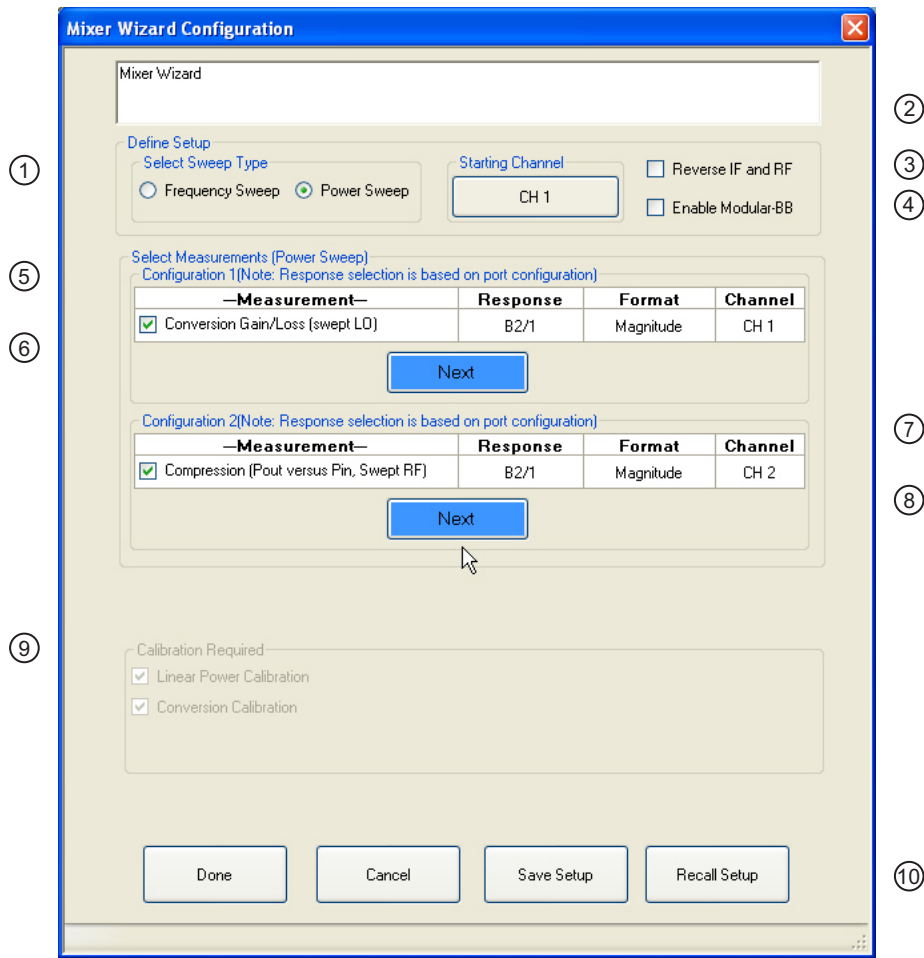 Mixer Wizard Configuration
Mixer Wizard
②
Define Setup
① Select Sweep Type Starting Channel ③
Frequency Sweep Power Sweep CH 1 Reverse IF and RF
Enable Modular-BB ④
Select Measurements (Power Sweep)
⑤ Configuration 1(Note: Response selection is based on port configuration)
—Measurement— Response Format Channel
Conversion Gain/Loss (swept LO) B2/1 Magnitude CH 1
⑥
Next
Configuration 2(Note: Response selection is based on port configuration) ⑦
—Measurement— Response Format Channel
Compression (Pout versus Pin, Swept RF) B2/1 Magnitude CH 2
⑧
Next
⑨ Calibration Required
Linear Power Calibration
Conversion Calibration
Done Cancel Save Setup Recall Setup ⑩